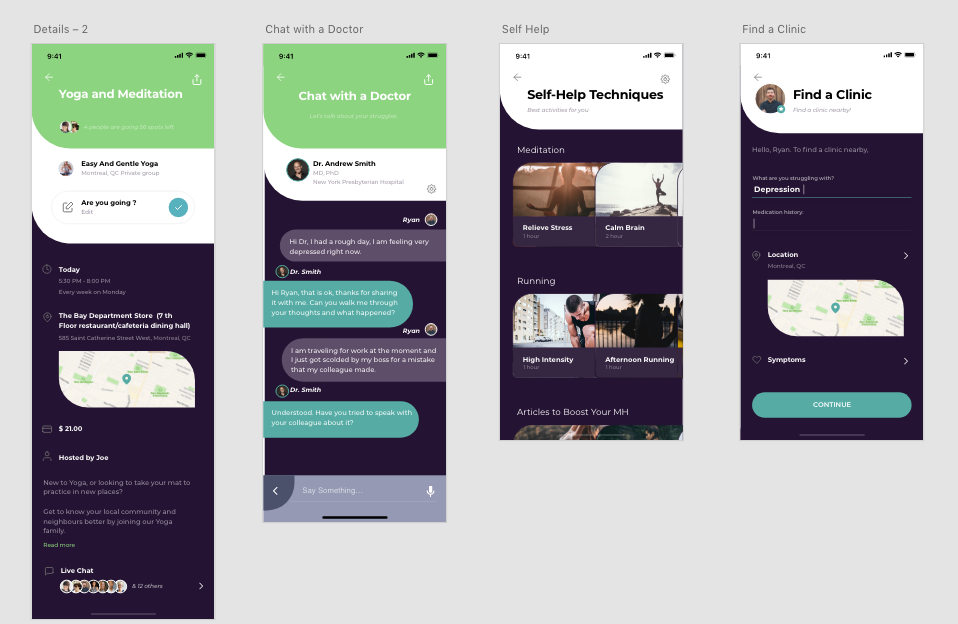 Details – 2
9:41
Yoga and Meditation
4 people are going 56 spots left
Easy And Gentle Yoga
Montreal, QC Private group
Are you going ?
Edit
Today
5:30 PM - 8:00 PM
Every week on Monday
The Bay Department Store (7 th
Floor restaurant/cafeteria dining hall)
585 Saint Catherine Street West, Montreal, QC
$ 21.00
Hosted by Joe
New to Yoga, or looking to take your mat to
practice in new places?
Get to know your local community and
neighbours better by joining our Yoga
family.
Read more
Live Chat
& 12 others
Chat with a Doctor
9:41
Chat with a Doctor
Let's talk about your struggles
Dr. Andrew Smith
MD, PhD
New York Presbyterian Hospital
Ryan
Hi Dr, I had a rough day, I am feeling very
depressed right now.
Dr. Smith
Hi Ryan, that is ok, thanks for sharing
it with me. Can you walk me through
your thoughts and what happened?
Ryan
I am traveling for work at the moment and
I just got scolded by my boss for a mistake
that my colleague made.
Dr. Smith
Understood. Have you tried to speak with
your colleague about it?
Say Something...
Self Help
9:41
Self-Help Techniques
Best activities for you
Meditation
Relieve Stress
1 hour
Calm Brain
2 hour
Running
High Intensity
1 hour
Afternoon Running
1 hour
Articles to Boost Your MH
Find a Clinic
9:41
Find a Clinic
Find a clinic nearby!
Hello, Ryan. To find a clinic nearby,
What are you struggling with?
Depression
Medication history
Location
Montreal, QC
Symptoms
CONTINUE